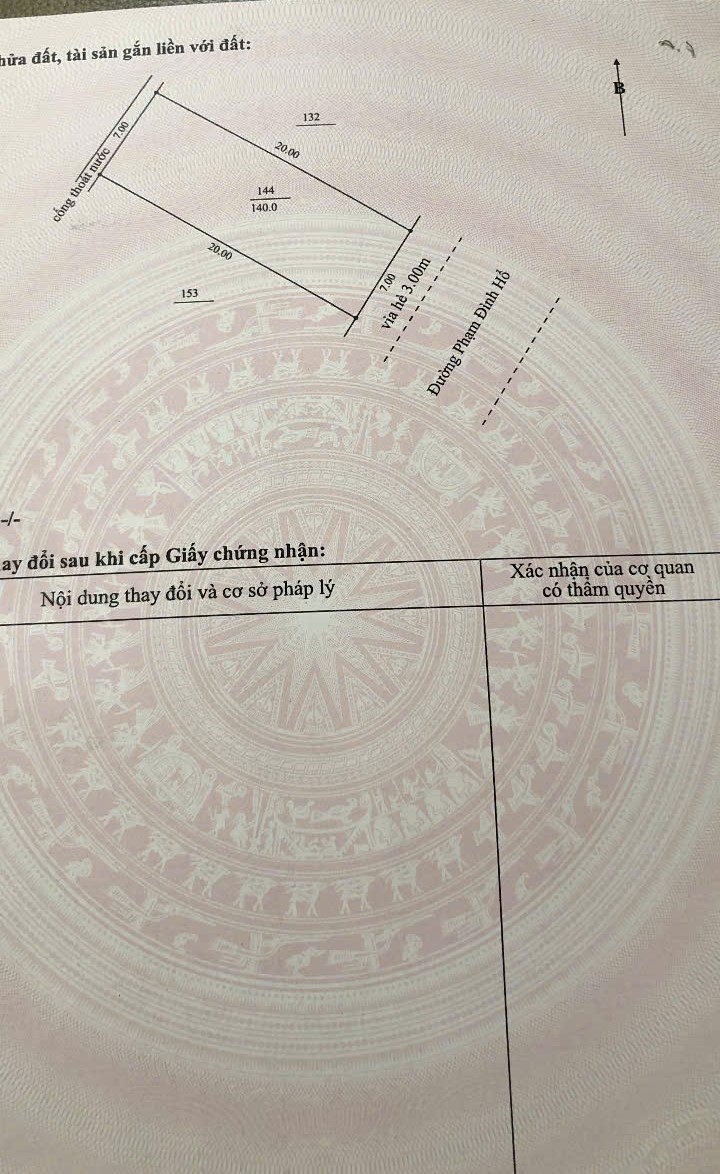 hửa đất, tài sản gắn liền với đất:
B
132
7.00
20.00
cống thoát nước
144
140.0
20.00
7.00
vỉa hè 3.00m
153
Đường Phạm Đình Hổ
-/-
ay đổi sau khi cấp Giấy chứng nhận:
Nội dung thay đổi và cơ sở pháp lý
Xác nhận của cơ quan
có thẩm quyền